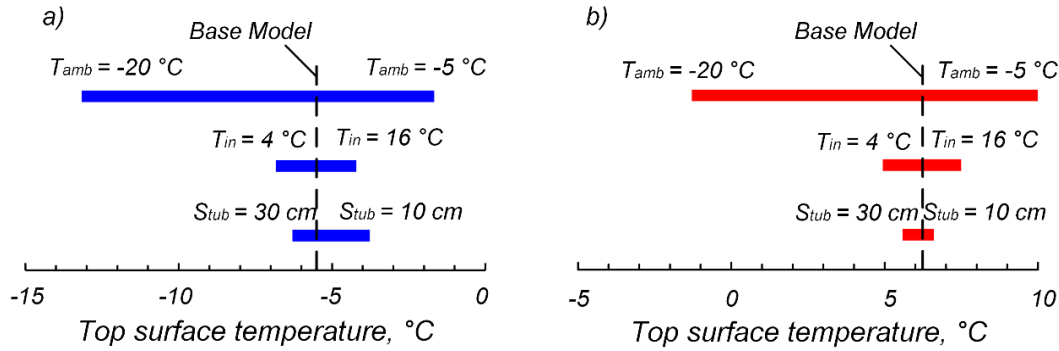 a)
Base Model
Tamb = -20 °C
Tamb = -5 °C
Tin = 4 °C
Tin = 16 °C
Stub = 30 cm
Stub = 10 cm
-15
-10
-5
0
Top surface temperature, °C
b)
Base Model
Tamb = -20 °C
Tamb = -5 °C
Tin = 4 °C
Tin = 16 °C
Stub = 30 cm
Stub = 10 cm
-5
0
5
10
Top surface temperature, °C